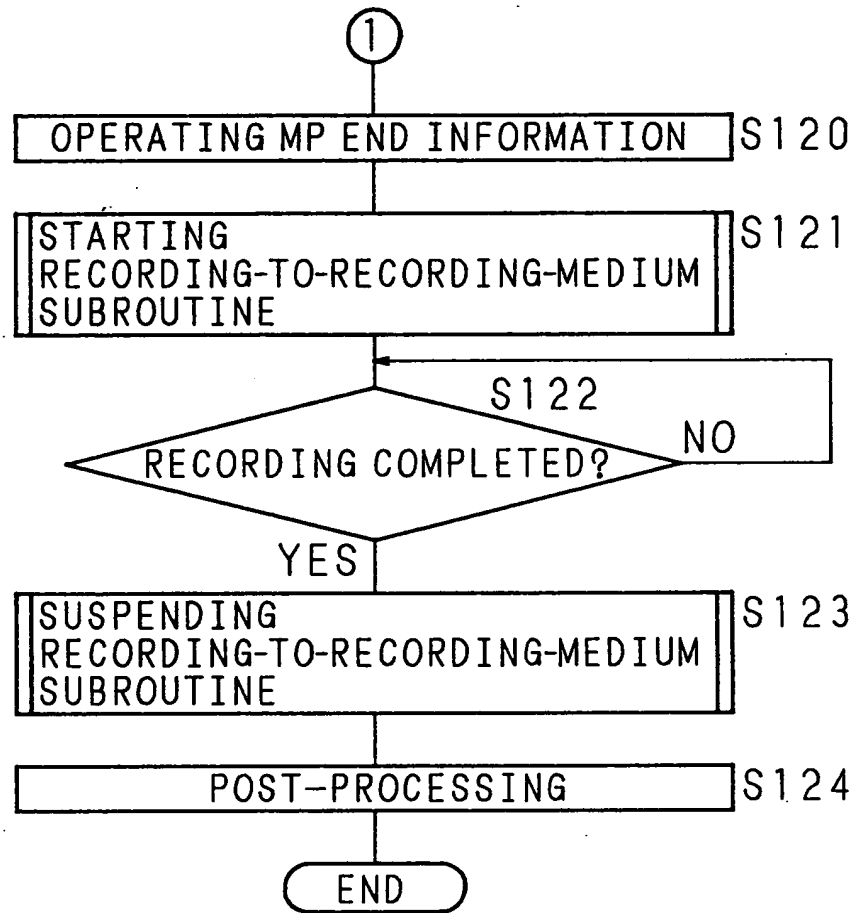 1
OPERATING MP END INFORMATION
S120
STARTING
RECORDING-TO-RECORDING-MEDIUM
SUBROUTINE
S121
S122
RECORDING COMPLETED?
NO
YES
SUSPENDING
RECORDING-TO-RECORDING-MEDIUM
SUBROUTINE
S123
POST-PROCESSING
S124
END